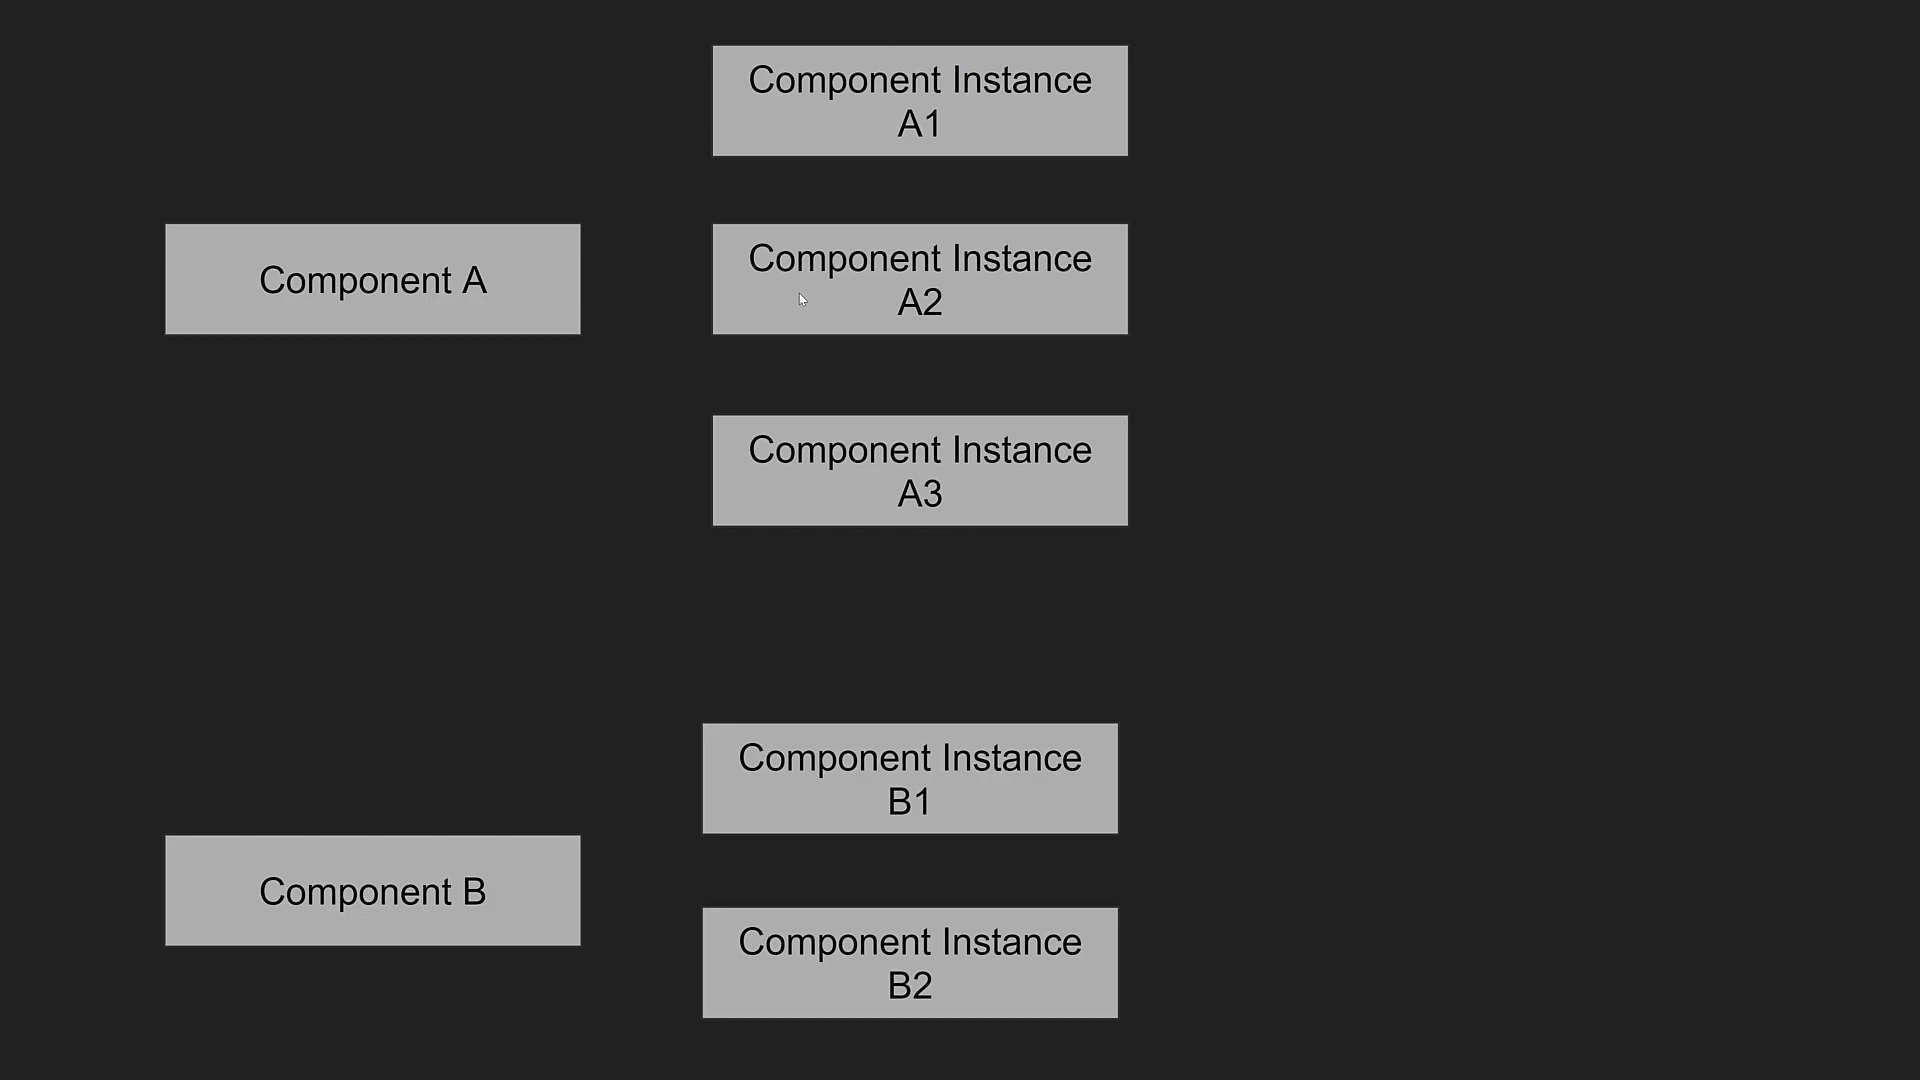 Component Instance
A1
Component A
Component Instance
A2
Component Instance
A3
Component Instance
B1
Component B
Component Instance
B2